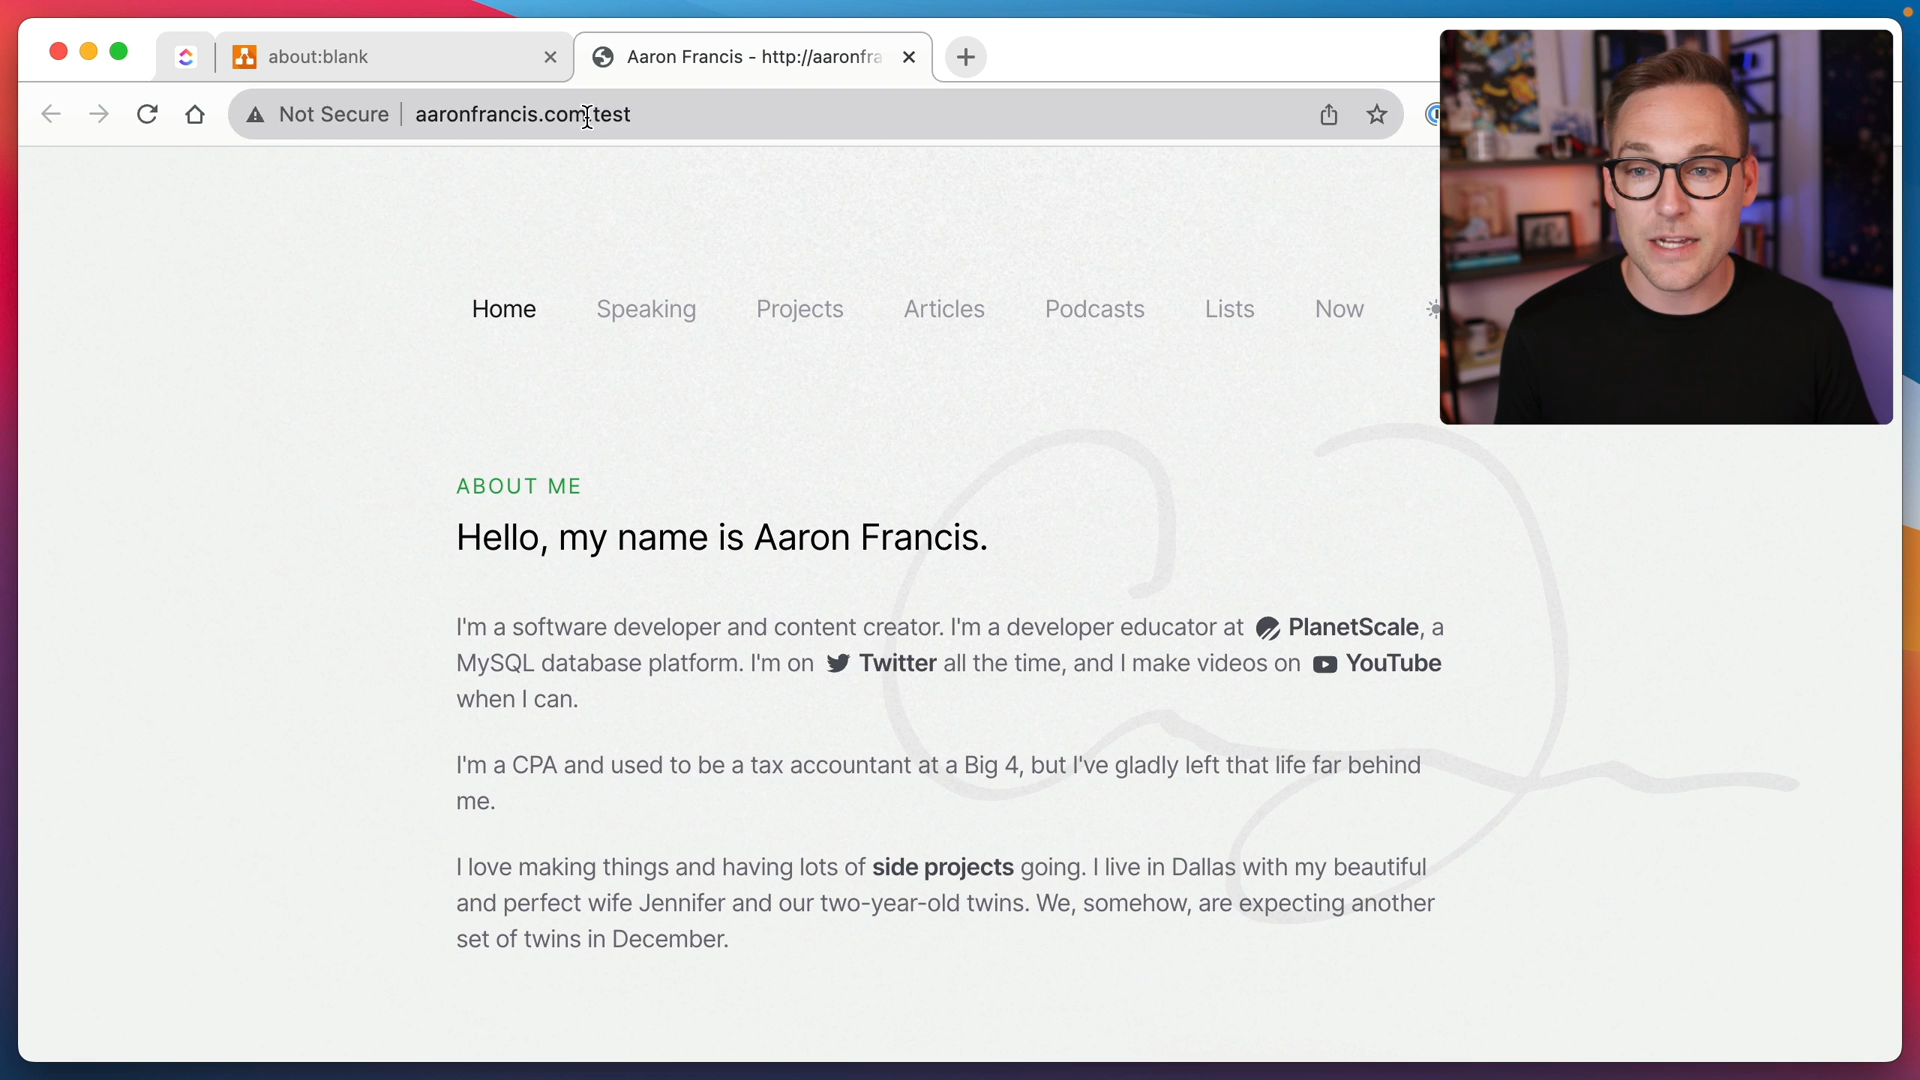 about:blank
Aaron Francis - http://aaronfra
Not Secure
aaronfrancis.com.test
Home
Speaking
Projects
Articles
Podcasts
Lists
Now
ABOUT ME
Hello, my name is Aaron Francis.
I'm a software developer and content creator. I'm a developer educator at PlanetScale, a
MySQL database platform. I'm on Twitter all the time, and I make videos on YouTube
when I can.
I'm a CPA and used to be a tax accountant at a Big 4, but I've gladly left that life far behind
me.
I love making things and having lots of side projects going. I live in Dallas with my beautiful
and perfect wife Jennifer and our two-year-old twins. We, somehow, are expecting another
set of twins in December.